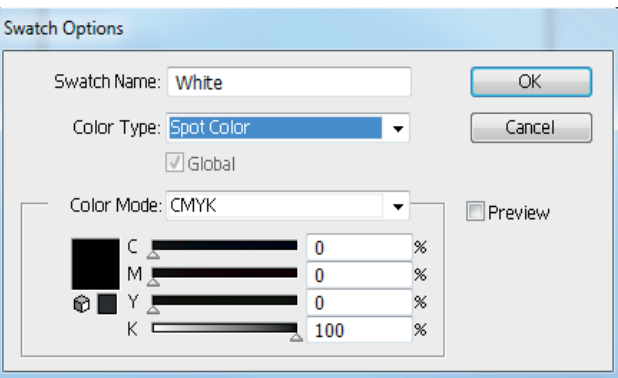 Swatch Options
Swatch Name: White
OK
Color Type: Spot Color
Cancel
Global
Color Mode: CMYK
Preview
C 0 %
M 0 %
Y 0 %
K 100 %